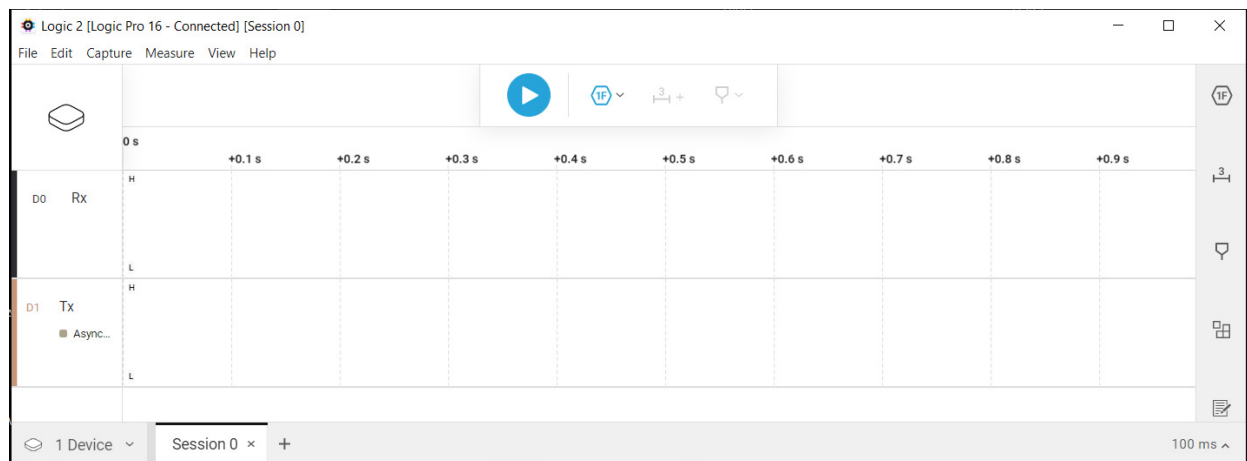 Logic 2 [Logic Pro 16 - Connected] [Session 0]
File Edit Capture Measure View Help
1F 3 + 1F
0 s
+0.1 s +0.2 s +0.3 s +0.4 s +0.5 s +0.6 s +0.7 s +0.8 s +0.9 s
3
H
D0 Rx
L
H
D1 Tx
Async...
L
1 Device Session 0 × + 100 ms